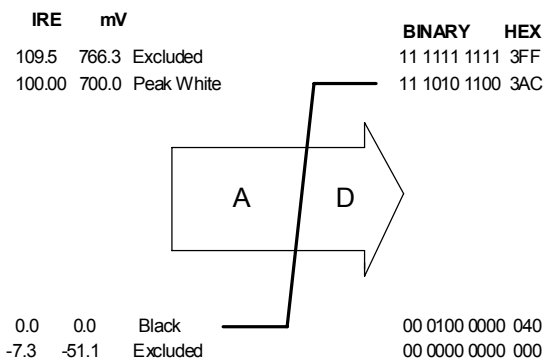 IRE mV BINARY HEX
109.5 766.3 Excluded 11 1111 1111 3FF
100.00 700.0 Peak White 11 1010 1100 3AC
A D
0.0 0.0 Black 00 0100 0000 040
-7.3 -51.1 Excluded 00 0000 0000 000